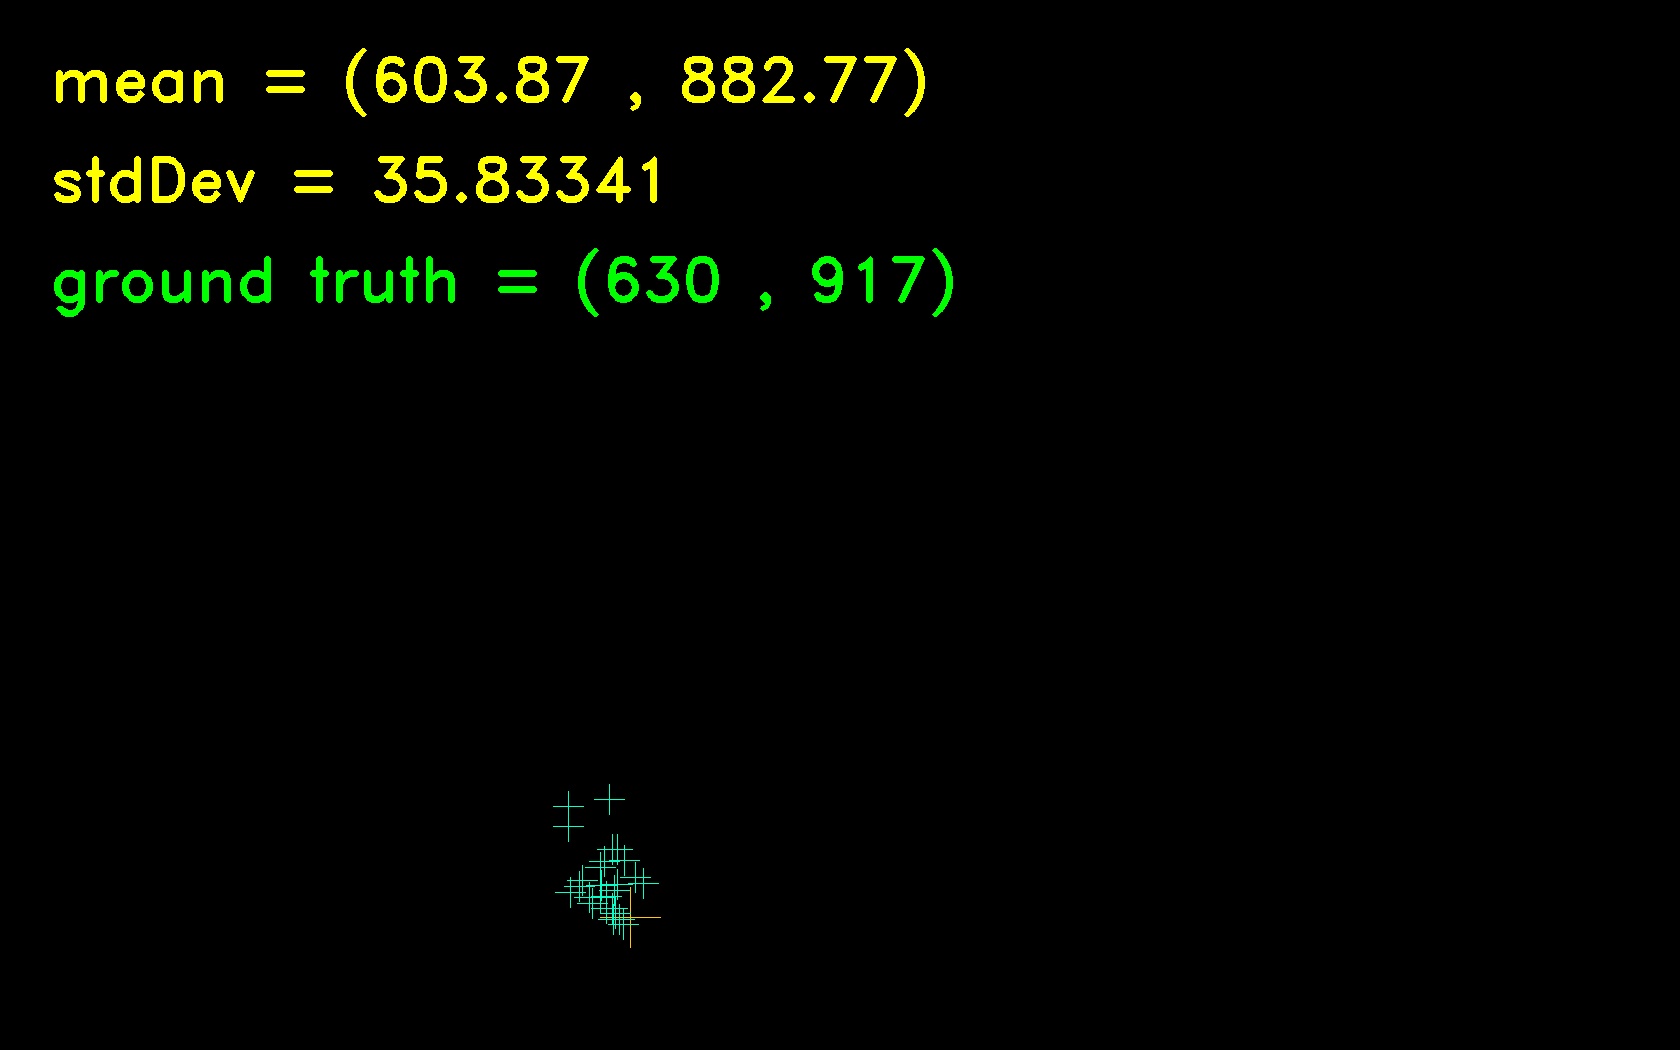 mean = (603.87 , 882.77)
stdDev = 35.83341
ground truth = (630 , 917)